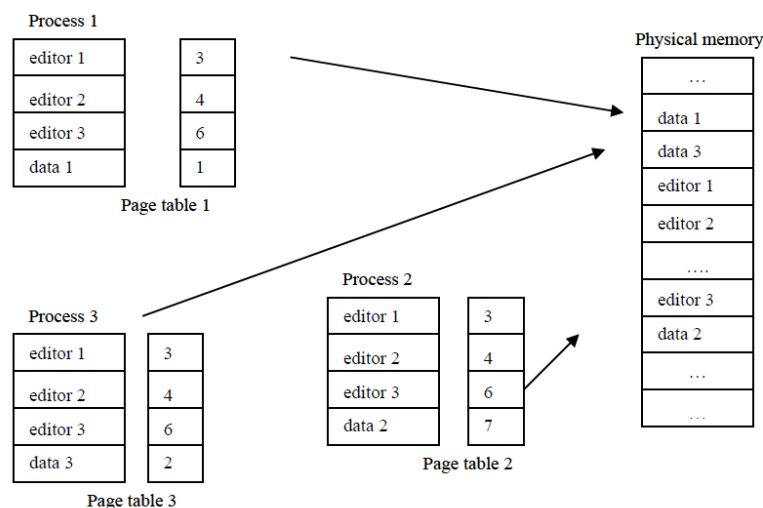 Process 1
editor 1 3
editor 2 4
editor 3 6
data 1 1
Page table 1
Physical memory
…
data 1
data 3
editor 1
editor 2
….
editor 3
data 2
…
…
Process 2
editor 1 3
editor 2 4
editor 3 6
data 2 7
Page table 2
Process 3
editor 1 3
editor 2 4
editor 3 6
data 3 2
Page table 3